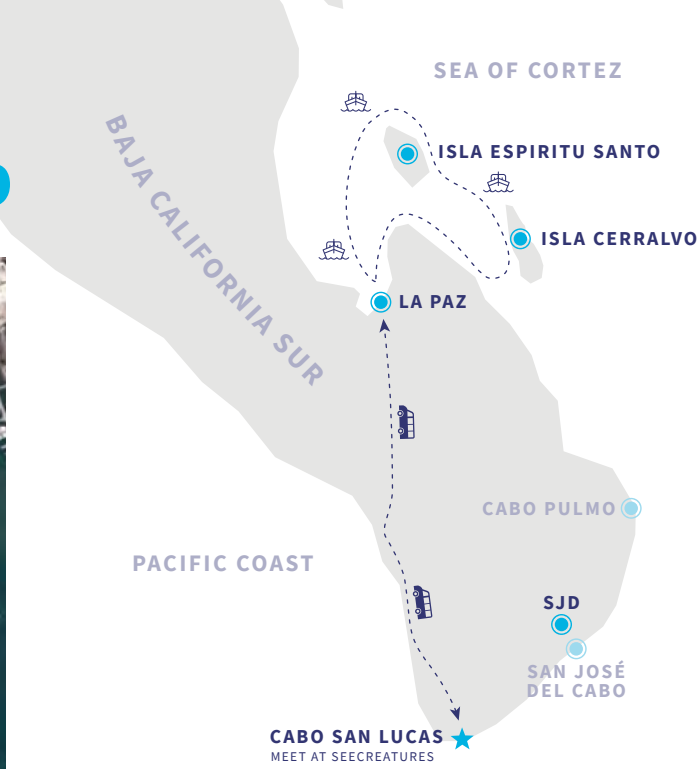 SEA OF CORTEZ
BAJA CALIFORNIA SUR
ISLA ESPIRITU SANTO
ISLA CERRALVO
LA PAZ
CABO PULMO
PACIFIC COAST
SJD
SAN JOSÉ
DEL CABO
CABO SAN LUCAS
MEET AT SEECREATURES